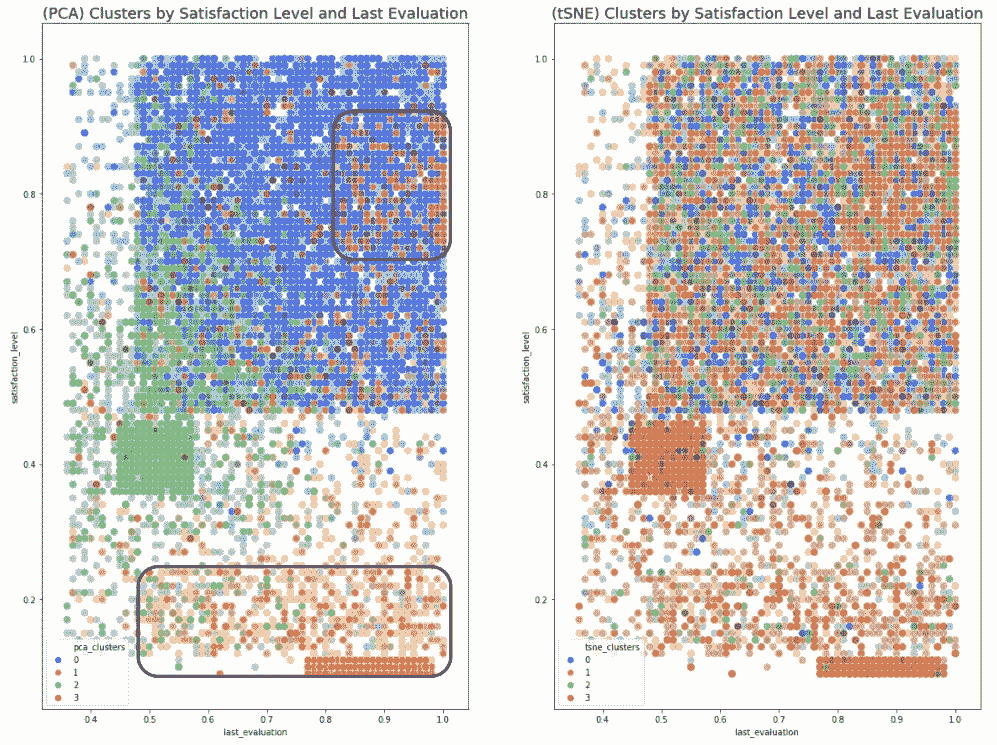 (PCA) Clusters by Satisfaction Level and Last Evaluation
1.0
0.8
0.6
0.4
0.2
satisfaction_level
pca_clusters
0
1
2
3
0.4 0.5 0.6 0.7 0.8 0.9 1.0
last_evaluation
(tSNE) Clusters by Satisfaction Level and Last Evaluation
1.0
0.8
0.6
0.4
0.2
satisfaction_level
tsne_clusters
0
1
2
3
0.4 0.5 0.6 0.7 0.8 0.9 1.0
last_evaluation